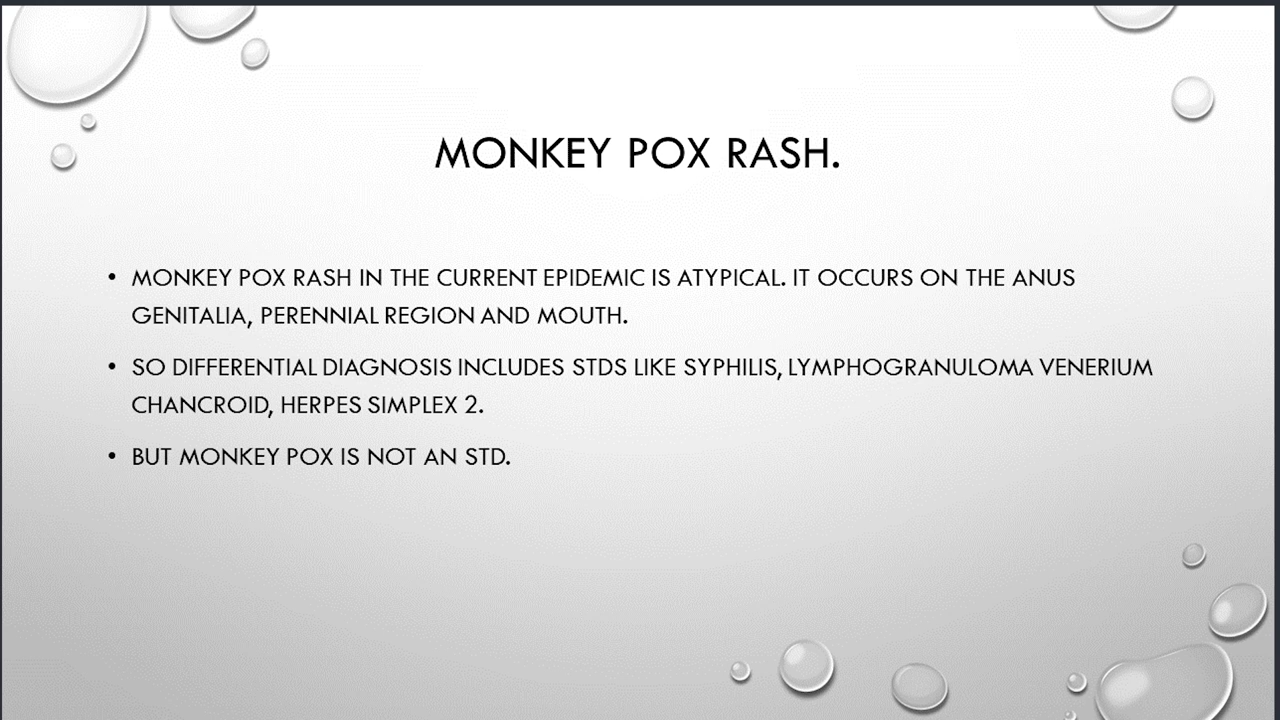 MONKEY POX RASH.
• MONKEY POX RASH IN THE CURRENT EPIDEMIC IS ATYPICAL. IT OCCURS ON THE ANUS
GENITALIA, PERENNIAL REGION AND MOUTH.
• SO DIFFERENTIAL DIAGNOSIS INCLUDES STDS LIKE SYPHILIS, LYMPHOGRANULOMA VENERIUM
CHANCROID, HERPES SIMPLEX 2.
• BUT MONKEY POX IS NOT AN STD.